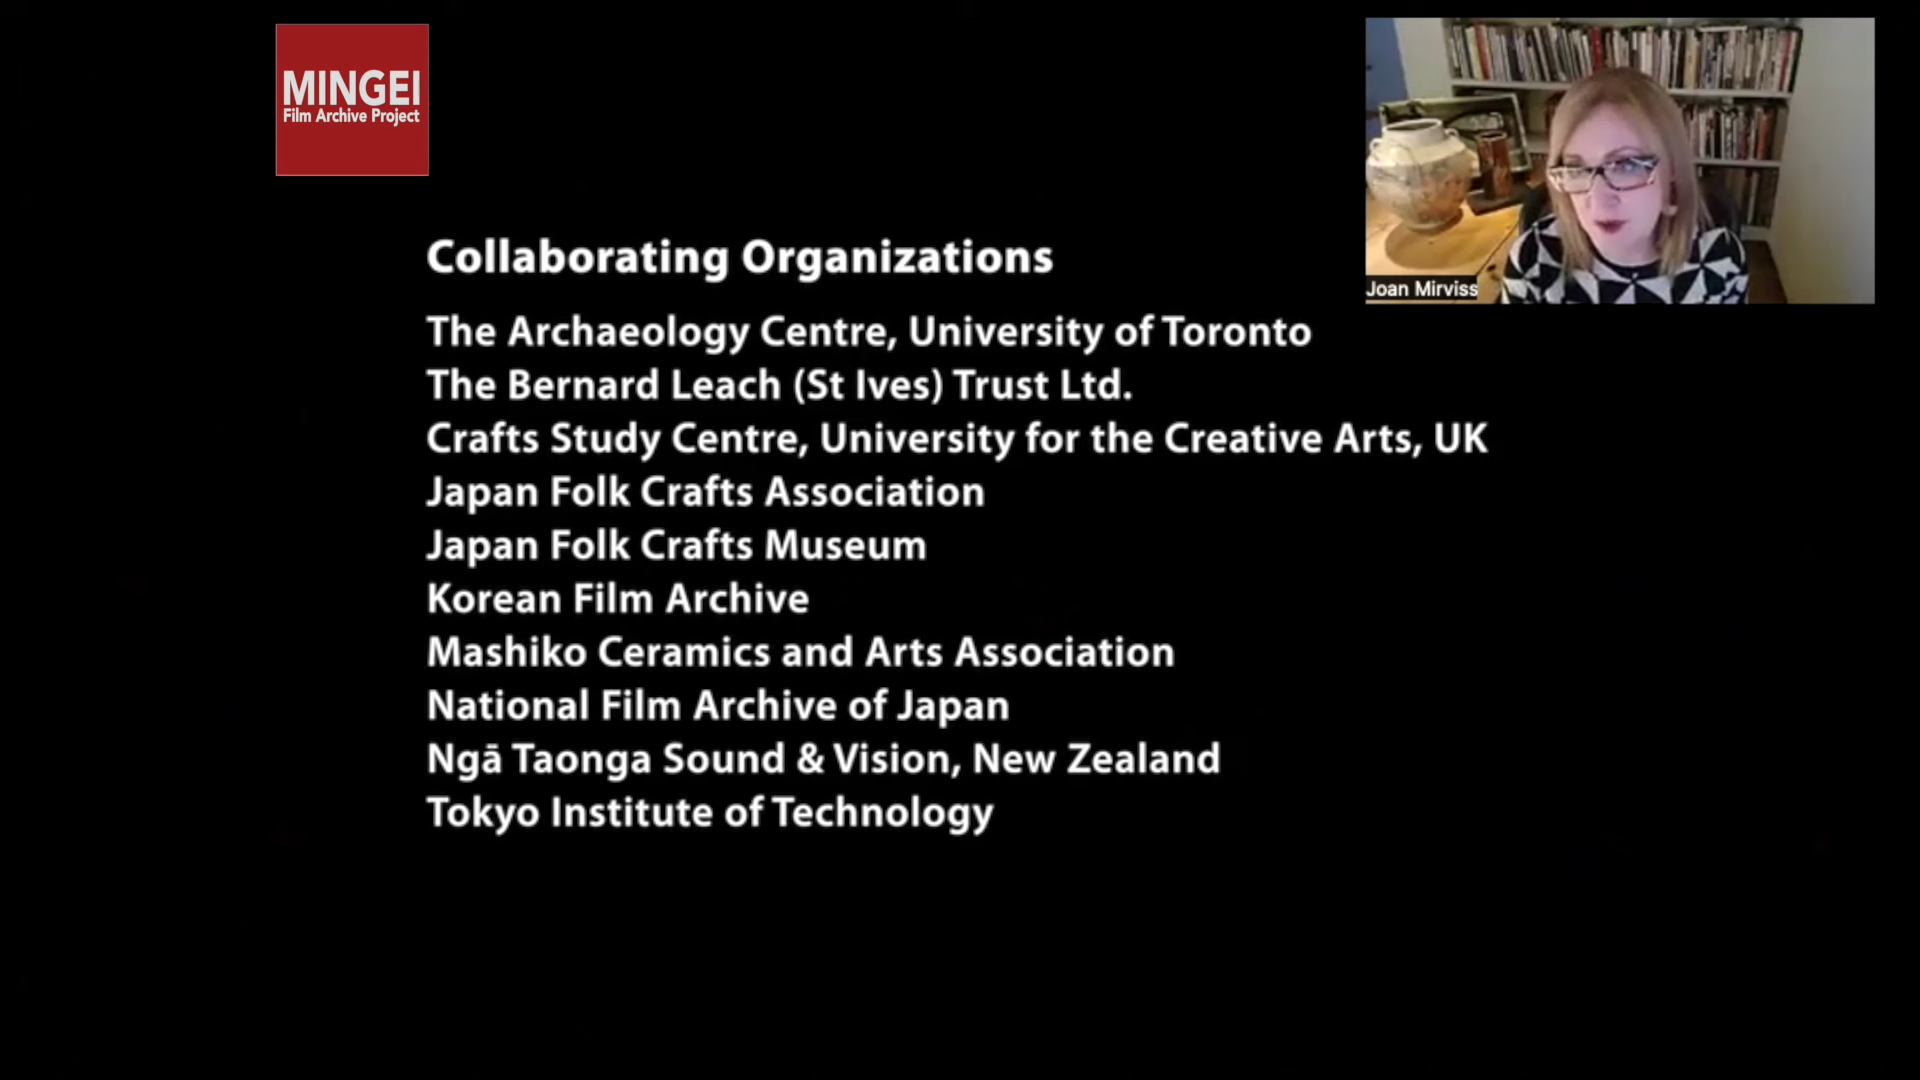 MINGEI
Film Archive Project
Joan Mirviss
Collaborating Organizations
The Archaeology Centre, University of Toronto
The Bernard Leach (St Ives) Trust Ltd.
Crafts Study Centre, University for the Creative Arts, UK
Japan Folk Crafts Association
Japan Folk Crafts Museum
Korean Film Archive
Mashiko Ceramics and Arts Association
National Film Archive of Japan
Ngā Taonga Sound & Vision, New Zealand
Tokyo Institute of Technology